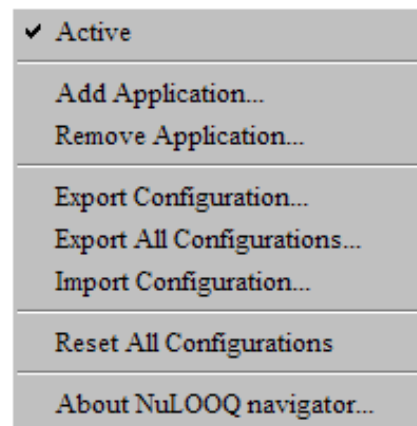 Active
Add Application...
Remove Application...
Export Configuration...
Export All Configurations...
Import Configuration...
Reset All Configurations
About NuLOOQ navigator...